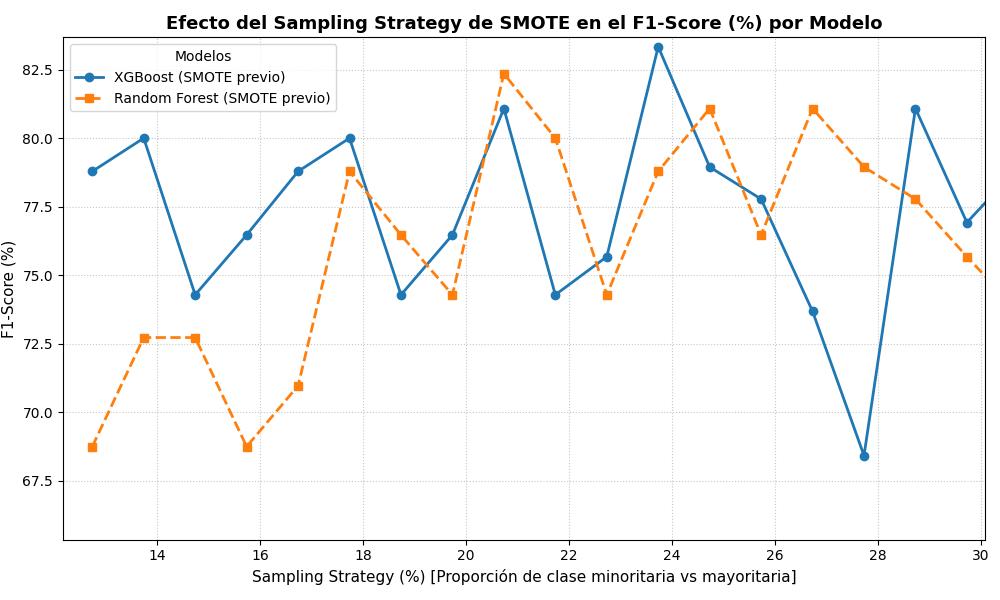 Efecto del Sampling Strategy de SMOTE en el F1-Score (%) por Modelo
Modelos
XGBoost (SMOTE previo)
Random Forest (SMOTE previo)
F1-Score (%)
82.5
80.0
77.5
75.0
72.5
70.0
67.5
14 16 18 20 22 24 26 28 30
Sampling Strategy (%) [Proporción de clase minoritaria vs mayoritaria]